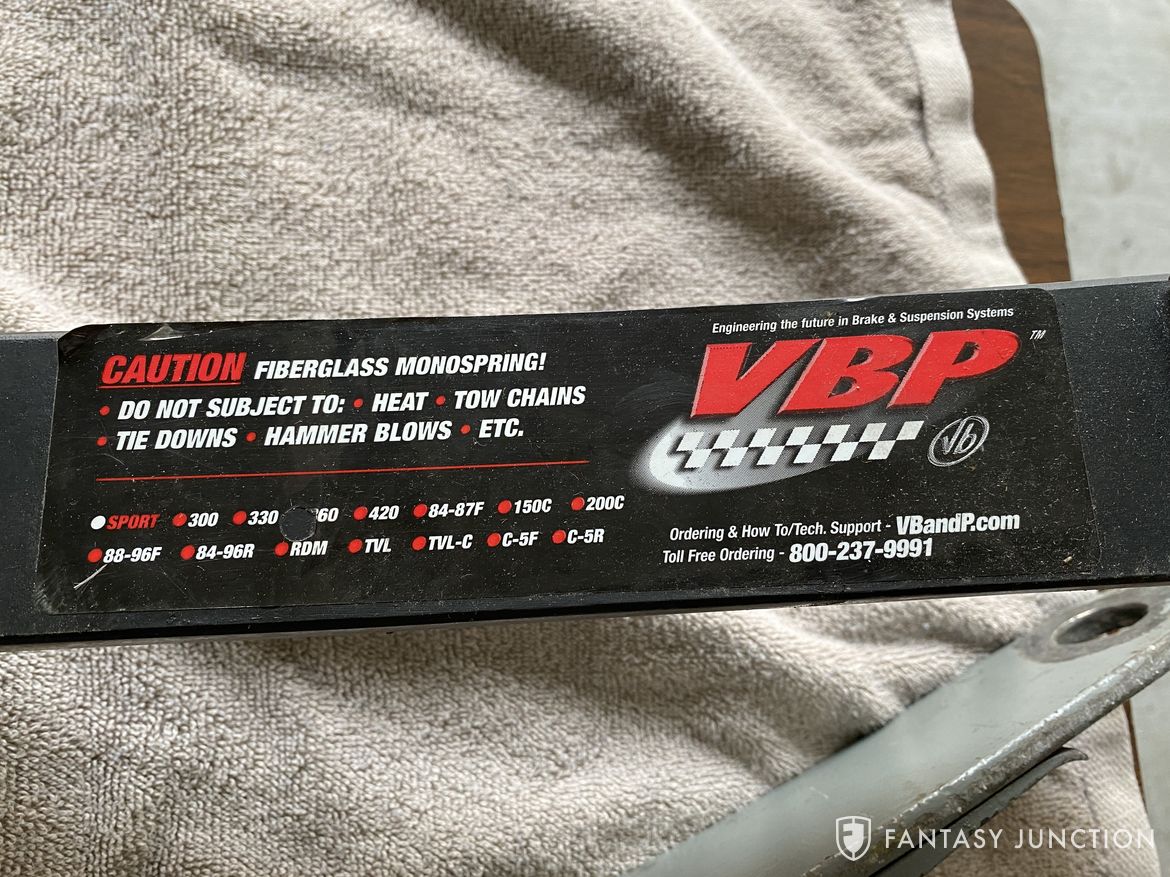 CAUTION FIBERGLASS MONOSPRING!
• DO NOT SUBJECT TO: • HEAT • TOW CHAINS
• TIE DOWNS • HAMMER BLOWS • ETC.
SPORT 300 330 60 420 84-87F 150C 200C
88-96F 84-96R RDM TVL TVL-C C-5F C-5R
Engineering the future in Brake & Suspension Systems
VBP™
vb
Ordering & How To/Tech. Support - VBandP.com
Toll Free Ordering - 800-237-9991
FANTASY JUNCTION